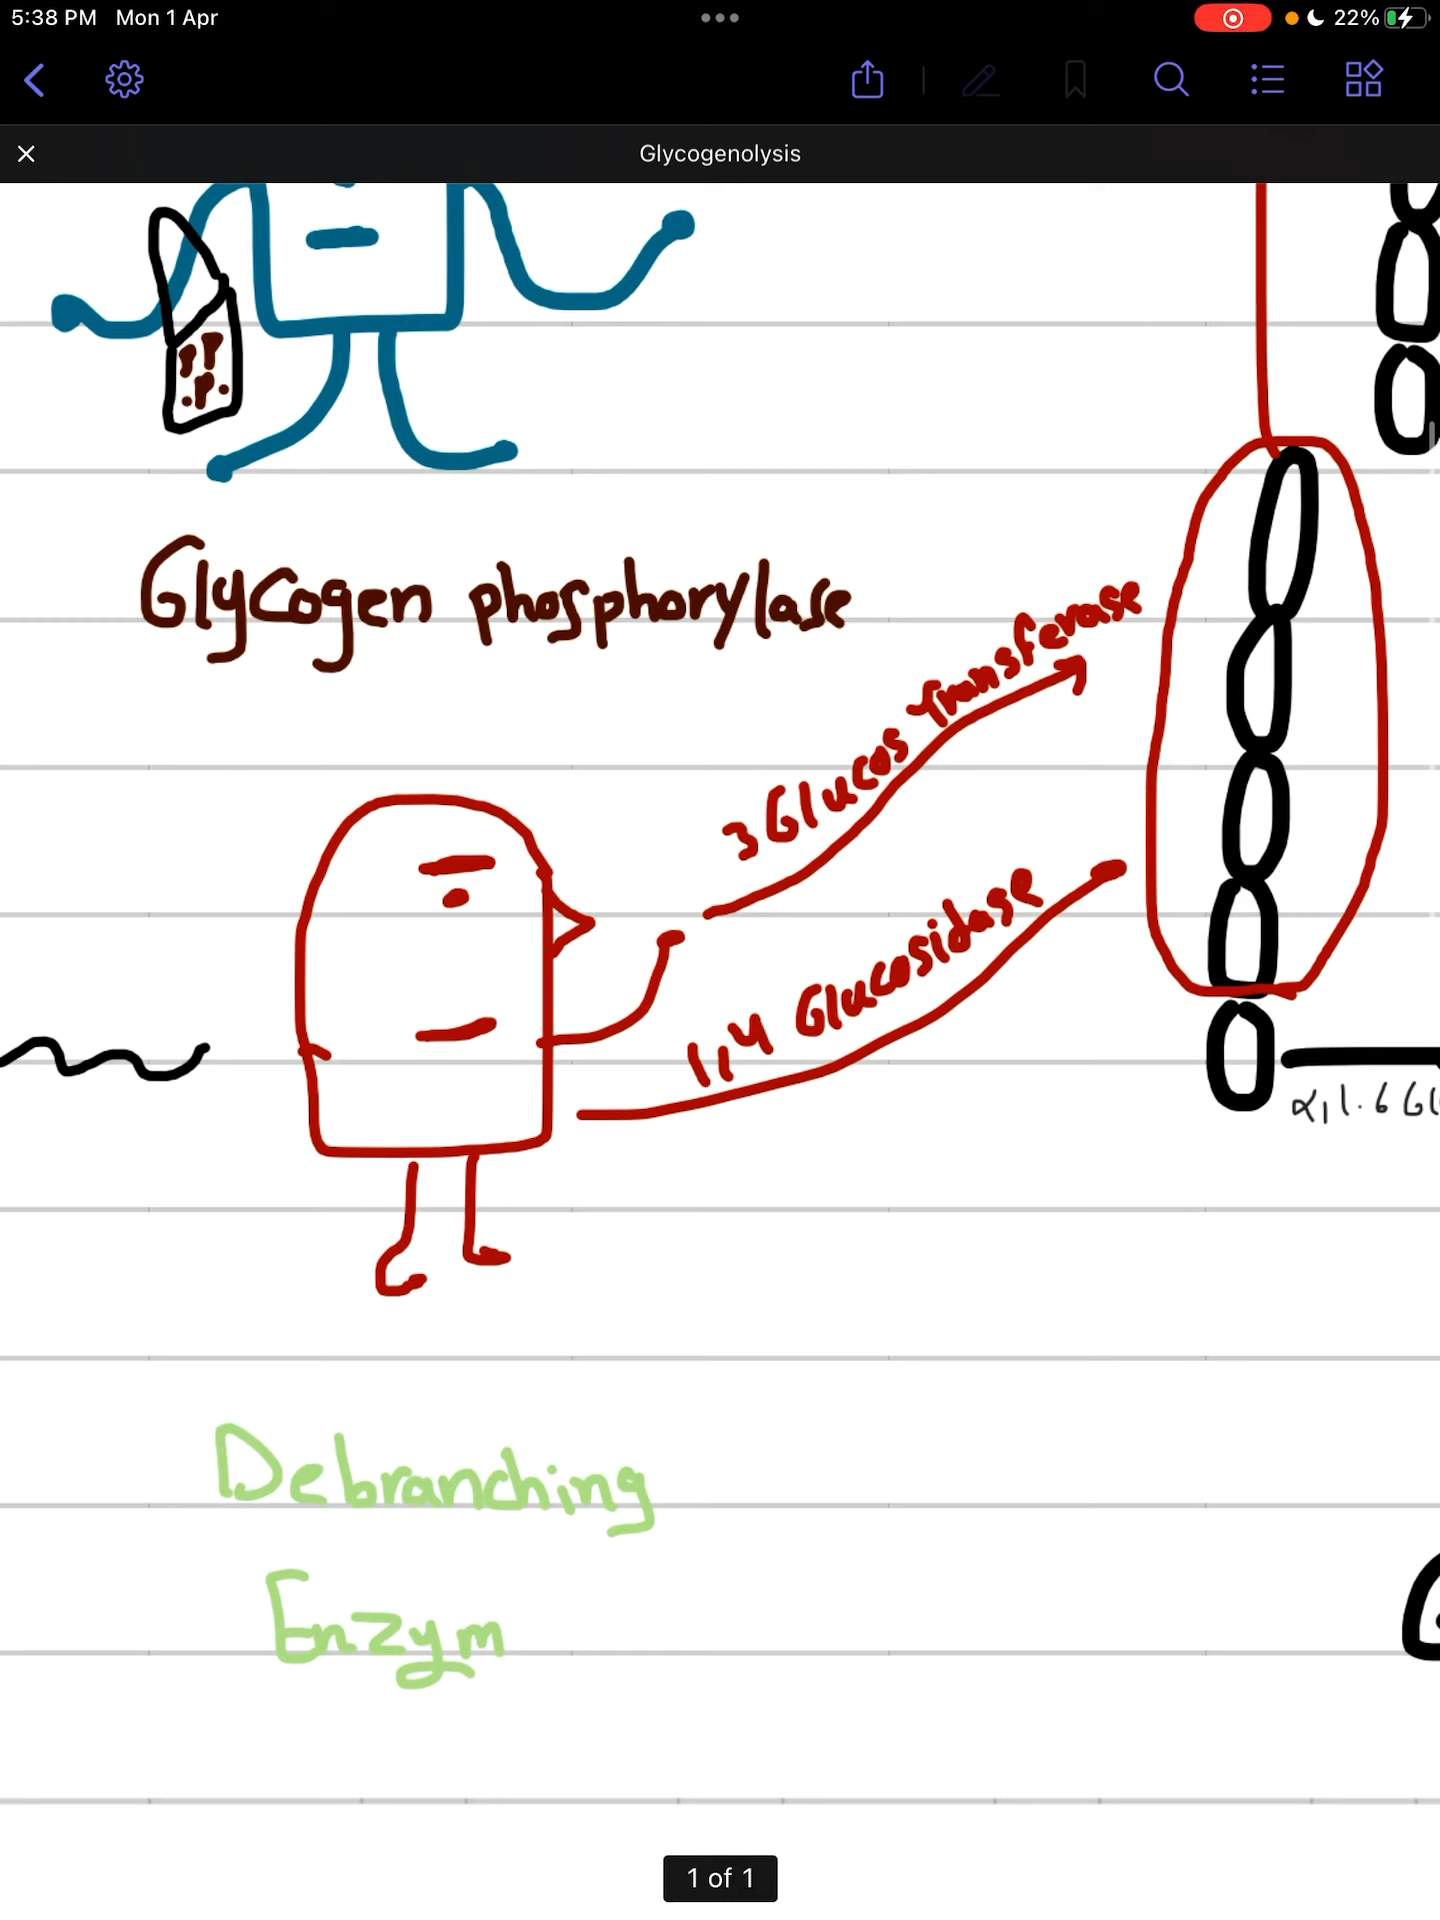 5:38 PM Mon 1 Apr
22%
Glycogenolysis
Glycogen phosphorylase
3 Glucos Transferase
1,4 Glucosidase
α,1.6 Gl
Debranching
Enzym
1 of 1